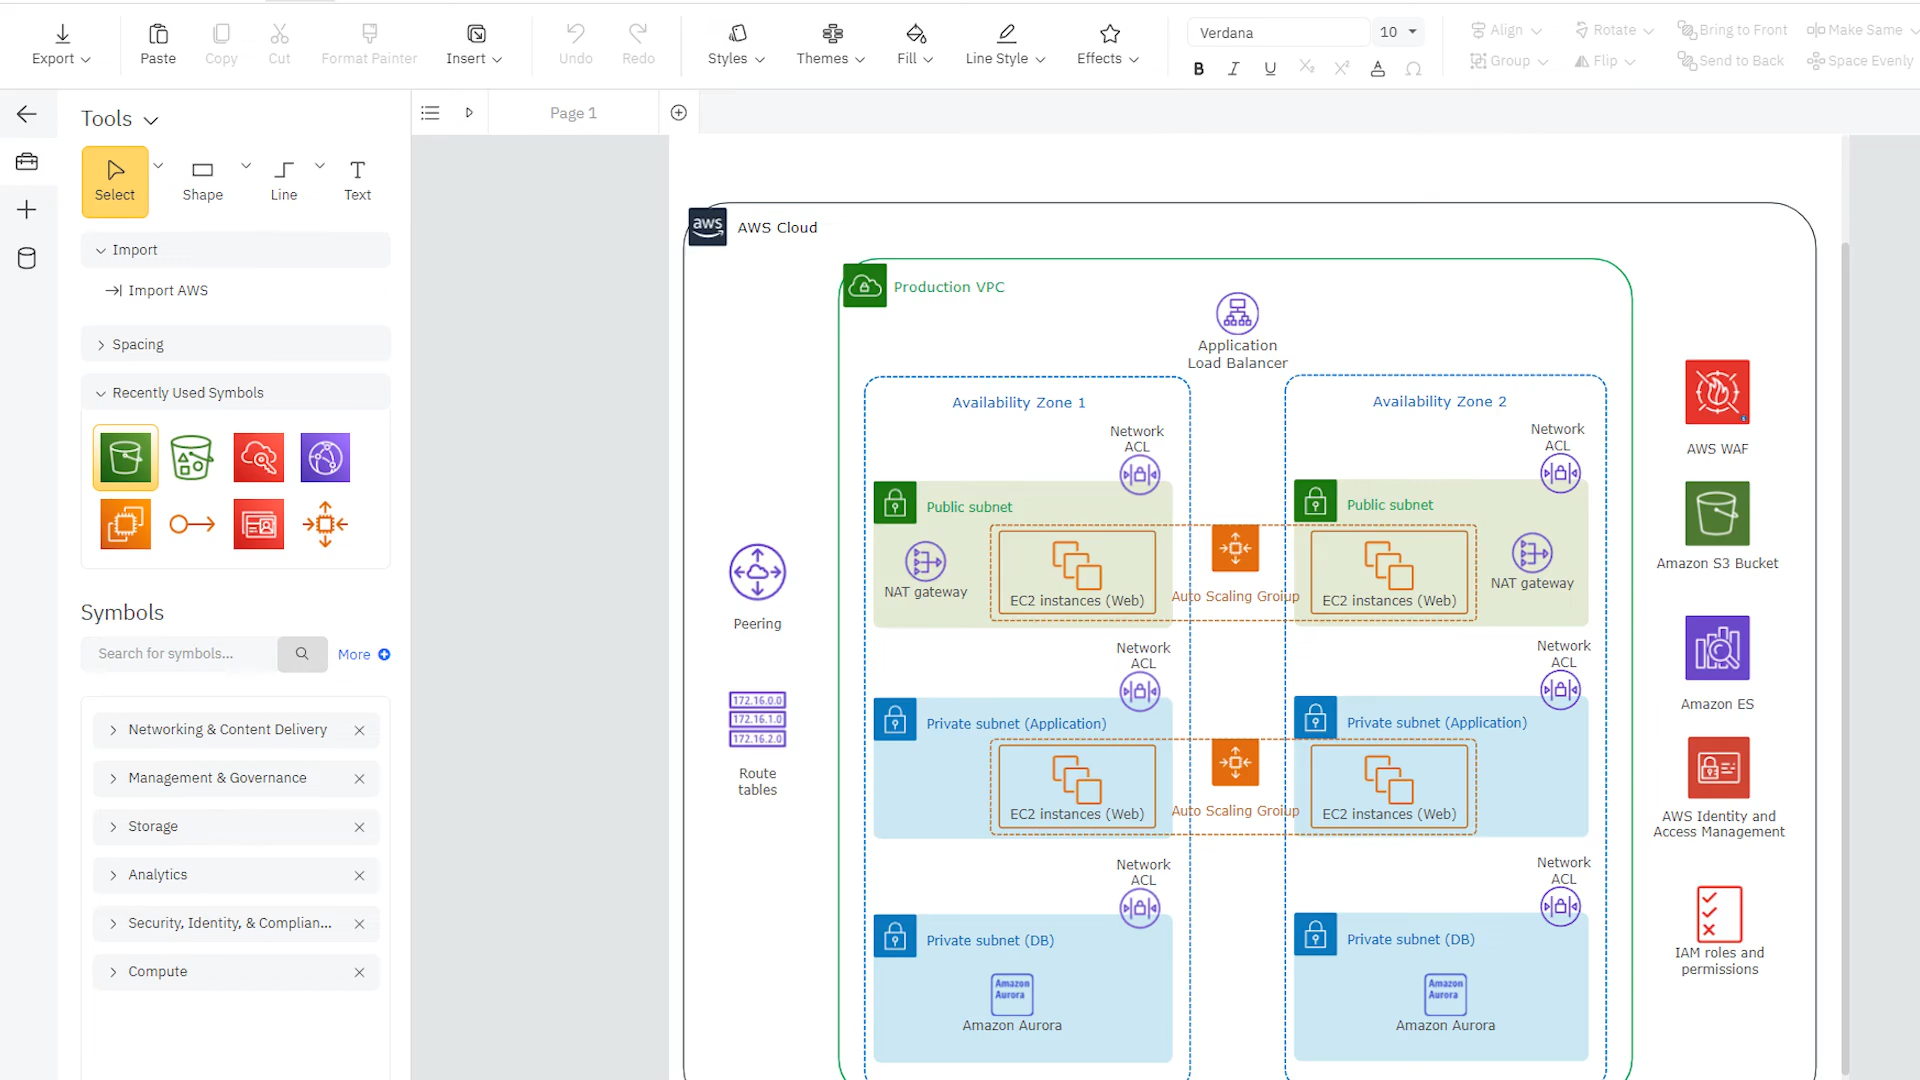 Export
Paste
Copy
Cut
Format Painter
Insert
Undo
Redo
Styles
Themes
Fill
Line Style
Effects
Verdana
10
B I U X₂ X² A Ω
Align
Rotate
Bring to Front
Make Same
Group
Flip
Send to Back
Space Evenly
Tools
Page 1
Select
Shape
Line
T
Text
Import
Import AWS
Spacing
Recently Used Symbols
Symbols
Search for symbols...
More
Networking & Content Delivery
Management & Governance
Storage
Analytics
Security, Identity, & Complian...
Compute
aws
AWS Cloud
Production VPC
Application
Load Balancer
Availability Zone 1
Availability Zone 2
Network
ACL
Network
ACL
Public subnet
Public subnet
NAT gateway
EC2 instances (Web)
Auto Scaling Groiup
EC2 instances (Web)
NAT gateway
Network
ACL
Network
ACL
Private subnet (Application)
Private subnet (Application)
EC2 instances (Web)
Auto Scaling Groiup
EC2 instances (Web)
Network
ACL
Network
ACL
Private subnet (DB)
Private subnet (DB)
Amazon
Aurora
Amazon Aurora
Amazon
Aurora
Amazon Aurora
Peering
172.16.0.0
172.16.1.0
172.16.2.0
Route
tables
AWS WAF
Amazon S3 Bucket
Amazon ES
AWS Identity and
Access Management
IAM roles and
permissions